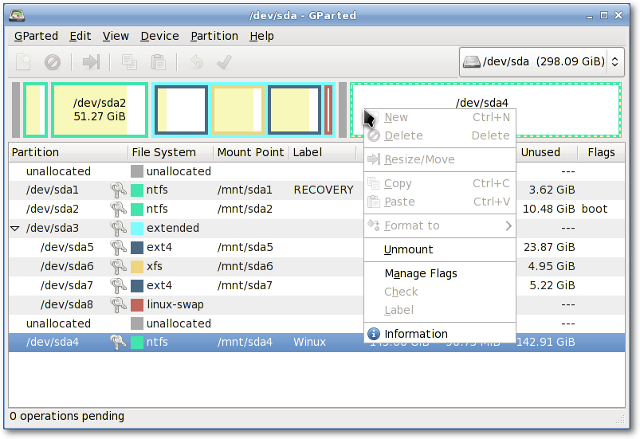 /dev/sda - GParted
GParted Edit View Device Partition Help
/dev/sda (298.09 GiB)
/dev/sda2
51.27 GiB
/dev/sda4
New Ctrl+N
Delete Delete
Resize/Move
Copy Ctrl+C
Paste Ctrl+V
Format to
Unmount
Manage Flags
Check
Label
Information
Partition File System Mount Point Label Unused Flags
unallocated unallocated ---
/dev/sda1 ntfs /mnt/sda1 RECOVERY 3.62 GiB
/dev/sda2 ntfs /mnt/sda2 10.48 GiB boot
/dev/sda3 extended ---
/dev/sda5 ext4 /mnt/sda5 23.87 GiB
/dev/sda6 xfs /mnt/sda6 4.95 GiB
/dev/sda7 ext4 /mnt/sda7 5.22 GiB
/dev/sda8 linux-swap ---
unallocated unallocated ---
/dev/sda4 ntfs /mnt/sda4 Winux 142.91 GiB
0 operations pending